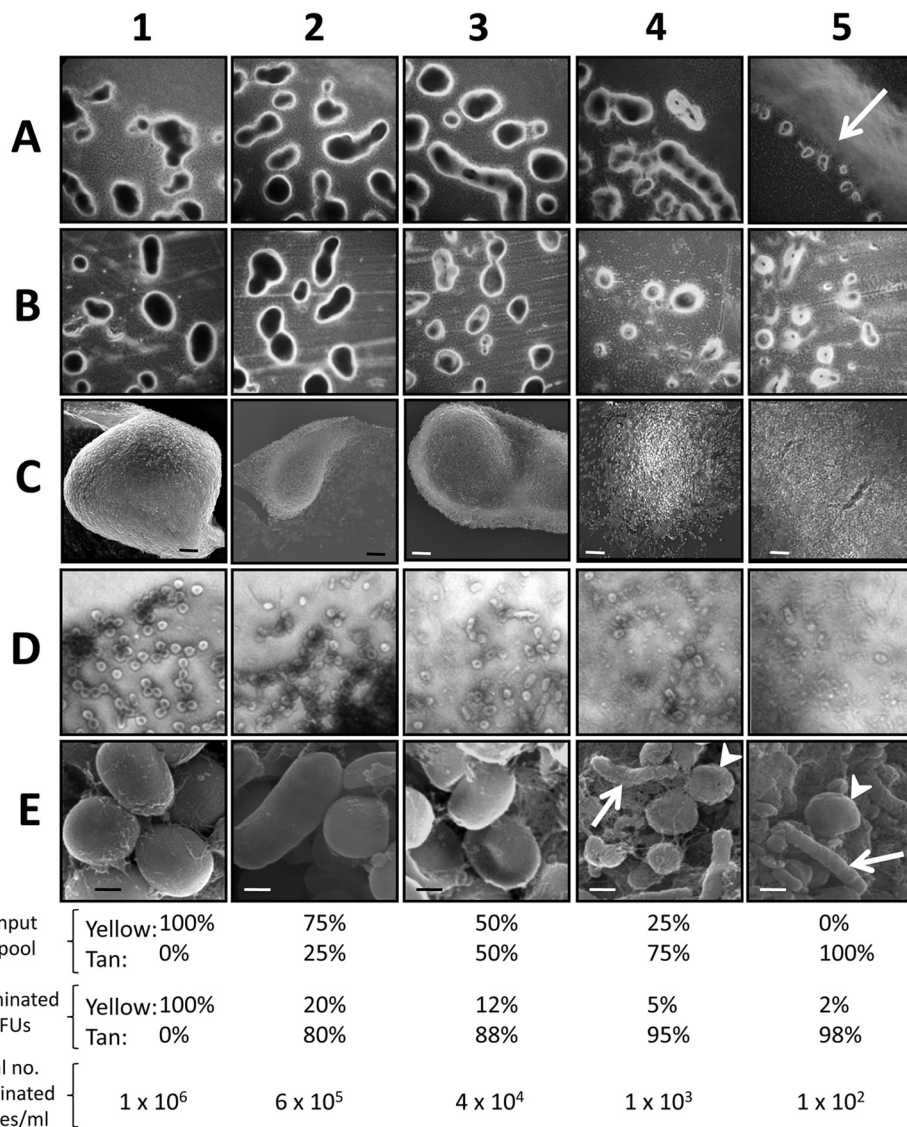 1 2 3 4 5
A
B
C
D
E
Yellow: 100% 75% 50% 25% 0%
pool Tan: 0% 25% 50% 75% 100%
Yellow: 100% 20% 12% 5% 2%
Tan: 0% 80% 88% 95% 98%
no.
1 x 10⁶ 6 x 10⁵ 4 x 10⁴ 1 x 10³ 1 x 10²